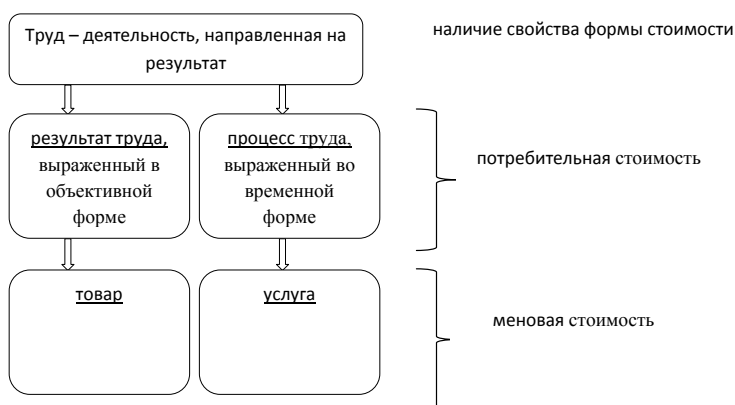 Труд – деятельность, направленная на
результат
наличие свойства формы стоимости
результат труда,
выраженный в
объективной
форме
процесс труда,
выраженный во
временной
форме
потребительная стоимость
товар
услуга
меновая стоимость